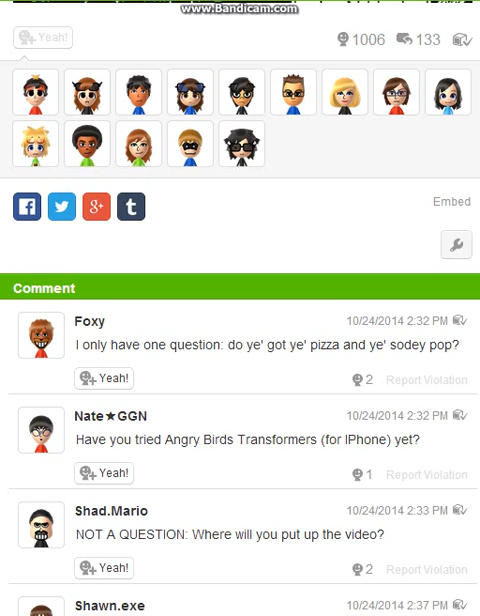 www.Bandicam.com
Yeah!
1006 133
Embed
Comment
Foxy 10/24/2014 2:32 PM
I only have one question: do ye' got ye' pizza and ye' sodey pop?
Yeah! 2 Report Violation
Nate★GGN 10/24/2014 2:32 PM
Have you tried Angry Birds Transformers (for IPhone) yet?
Yeah! 1 Report Violation
Shad.Mario 10/24/2014 2:33 PM
NOT A QUESTION: Where will you put up the video?
Yeah! 2 Report Violation
Shawn.exe 10/24/2014 2:37 PM